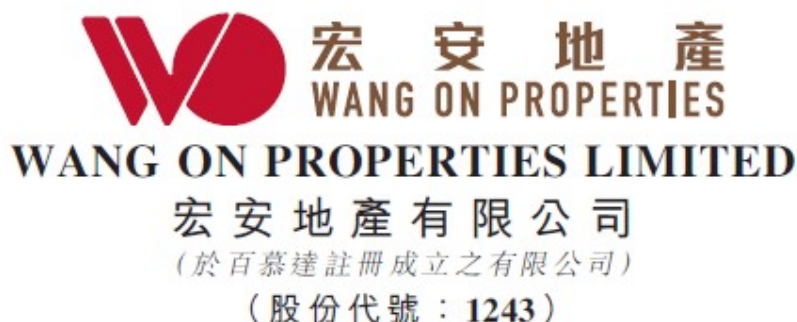 宏安地產
WANG ON PROPERTIES
WANG ON PROPERTIES LIMITED
宏安地產有限公司
(於百慕達註冊成立之有限公司)
(股份代號：1243)